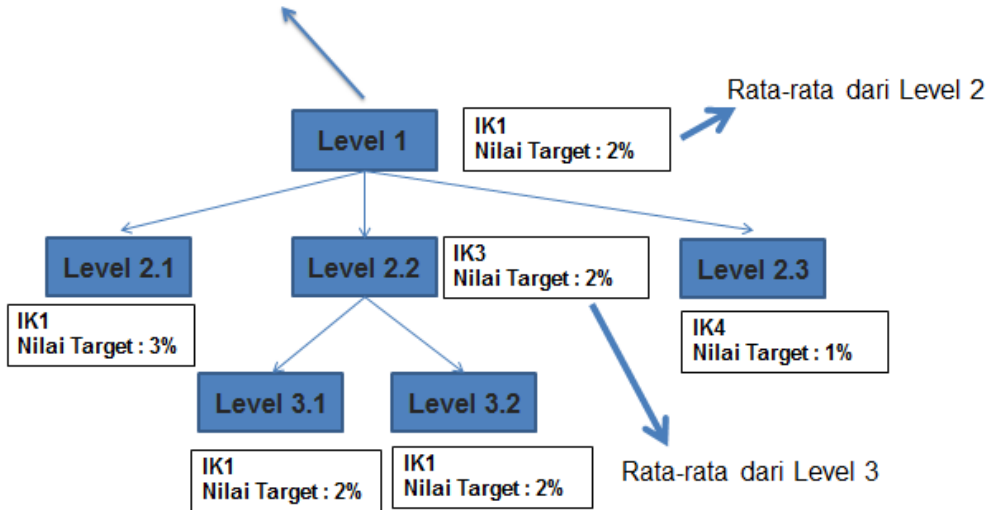 Rata-rata dari Level 2
Level 1
IK1
Nilai Target : 2%
Level 2.1
IK1
Nilai Target : 3%
Level 2.2
IK3
Nilai Target : 2%
Level 2.3
IK4
Nilai Target : 1%
Level 3.1
IK1
Nilai Target : 2%
Level 3.2
IK1
Nilai Target : 2%
Rata-rata dari Level 3